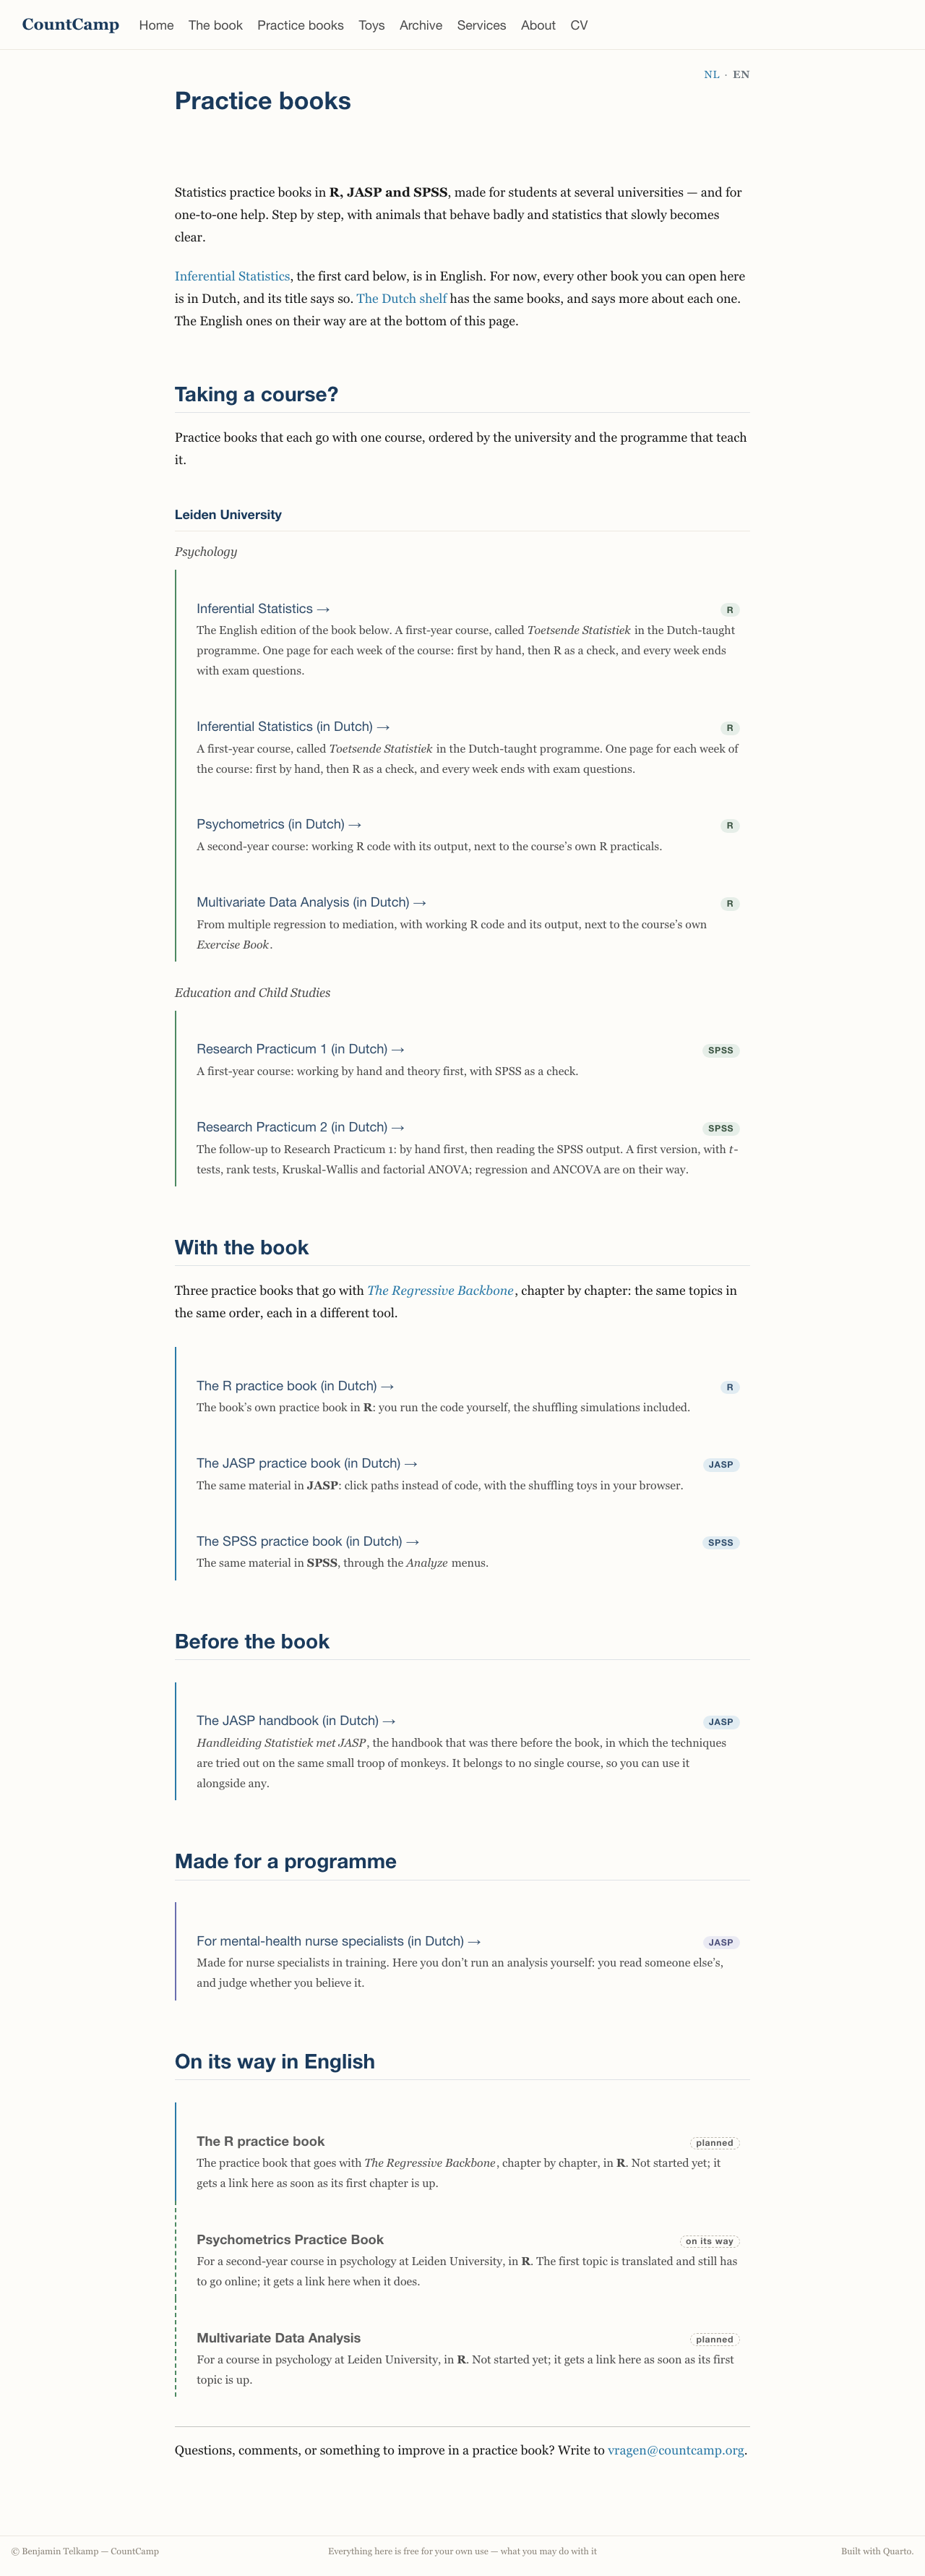 CountCamp Home The book Practice books Toys Archive Services About CV
NL · EN
Practice books
Statistics practice books in R, JASP and SPSS, made for students at several universities — and for
one-to-one help. Step by step, with animals that behave badly and statistics that slowly becomes
clear.
Inferential Statistics, the first card below, is in English. For now, every other book you can open here
is in Dutch, and its title says so. The Dutch shelf has the same books, and says more about each one.
The English ones on their way are at the bottom of this page.
Taking a course?
Practice books that each go with one course, ordered by the university and the programme that teach
it.
Leiden University
Psychology
Inferential Statistics → R
The English edition of the book below. A first-year course, called Toetsende Statistiek in the Dutch-taught
programme. One page for each week of the course: first by hand, then R as a check, and every week ends
with exam questions.
Inferential Statistics (in Dutch) → R
A first-year course, called Toetsende Statistiek in the Dutch-taught programme. One page for each week of
the course: first by hand, then R as a check, and every week ends with exam questions.
Psychometrics (in Dutch) → R
A second-year course: working R code with its output, next to the course's own R practicals.
Multivariate Data Analysis (in Dutch) → R
From multiple regression to mediation, with working R code and its output, next to the course's own
Exercise Book.
Education and Child Studies
Research Practicum 1 (in Dutch) → SPSS
A first-year course: working by hand and theory first, with SPSS as a check.
Research Practicum 2 (in Dutch) → SPSS
The follow-up to Research Practicum 1: by hand first, then reading the SPSS output. A first version, with t-
tests, rank tests, Kruskal-Wallis and factorial ANOVA; regression and ANCOVA are on their way.
With the book
Three practice books that go with The Regressive Backbone, chapter by chapter: the same topics in
the same order, each in a different tool.
The R practice book (in Dutch) → R
The book's own practice book in R: you run the code yourself, the shuffling simulations included.
The JASP practice book (in Dutch) → JASP
The same material in JASP: click paths instead of code, with the shuffling toys in your browser.
The SPSS practice book (in Dutch) → SPSS
The same material in SPSS, through the Analyze menus.
Before the book
The JASP handbook (in Dutch) → JASP
Handleiding Statistiek met JASP, the handbook that was there before the book, in which the techniques
are tried out on the same small troop of monkeys. It belongs to no single course, so you can use it
alongside any.
Made for a programme
For mental-health nurse specialists (in Dutch) → JASP
Made for nurse specialists in training. Here you don't run an analysis yourself: you read someone else's,
and judge whether you believe it.
On its way in English
The R practice book planned
The practice book that goes with The Regressive Backbone, chapter by chapter, in R. Not started yet; it
gets a link here as soon as its first chapter is up.
Psychometrics Practice Book on its way
For a second-year course in psychology at Leiden University, in R. The first topic is translated and still has
to go online; it gets a link here when it does.
Multivariate Data Analysis planned
For a course in psychology at Leiden University, in R. Not started yet; it gets a link here as soon as its first
topic is up.
Questions, comments, or something to improve in a practice book? Write to vragen@countcamp.org.
© Benjamin Telkamp — CountCamp Everything here is free for your own use — what you may do with it Built with Quarto.